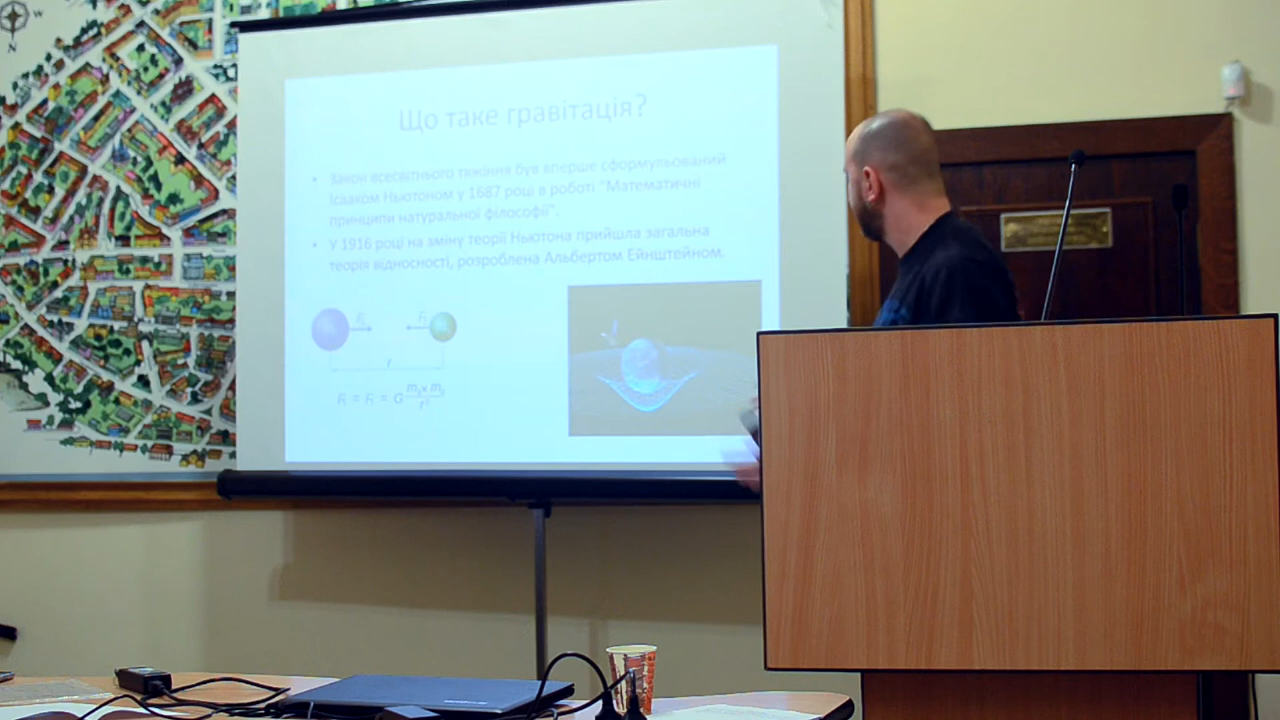 Що таке гравітація?
• Закон всесвітнього тяжіння був вперше сформульований
Ісааком Ньютоном у 1687 році в роботі "Математичні
принципи натуральної філософії".
• У 1916 році на зміну теорії Ньютона прийшла загальна
теорія відносності, розроблена Альбертом Ейнштейном.
r
N
W